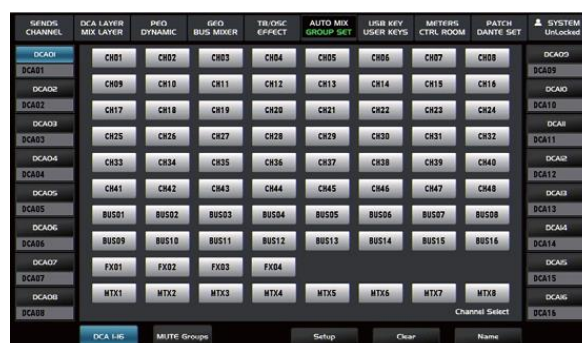 SENDS DCA LAYER PEQ GEQ TB/OSC AUTO MIX USB KEY METERS PATCH SYSTEM
CHANNEL MIX LAYER DYNAMIC BUS MIXER EFFECT GROUP SET USER KEYS CTRL ROOM DANTE SET UnLocked
DCA01 CH01 CH02 CH03 CH04 CH05 CH06 CH07 CH08 DCA09
DCA01 DCA09
DCA02 CH09 CH10 CH11 CH12 CH13 CH14 CH15 CH16 DCA10
DCA02 CH17 CH18 CH19 CH20 CH21 CH22 CH23 CH24 DCA10
DCA03 DCA11
DCA03 CH25 CH26 CH27 CH28 CH29 CH30 CH31 CH32 DCA11
DCA04 CH33 CH34 CH35 CH36 CH37 CH38 CH39 CH40 DCA12
DCA04 DCA12
DCA05 CH41 CH42 CH43 CH44 CH45 CH46 CH47 CH48 DCA13
DCA05 BUS01 BUS02 BUS03 BUS04 BUS05 BUS06 BUS07 BUS08 DCA13
DCA06 DCA14
DCA06 BUS09 BUS10 BUS11 BUS12 BUS13 BUS14 BUS15 BUS16 DCA14
DCA07 FX01 FX02 FX03 FX04 DCA15
DCA07 DCA15
DCA08 MTX1 MTX2 MTX3 MTX4 MTX5 MTX6 MTX7 MTX8 DCA16
DCA08 Channel Select DCA16
DCA 1-16 MUTE Groups Setup Clear Name